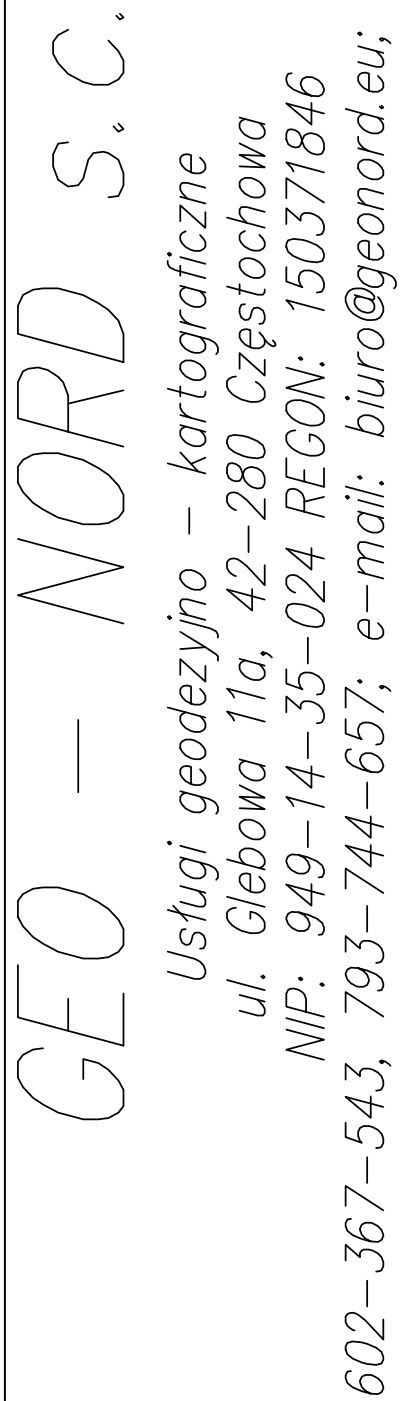 GEO – NORD S.C.
Usługi geodezyjno – kartograficzne
ul. Glebowa 11a, 42–280 Częstochowa
NIP: 949–14–35–024 REGON: 150371846
602–367–543, 793–744–657; e–mail: biuro@geonord.eu;